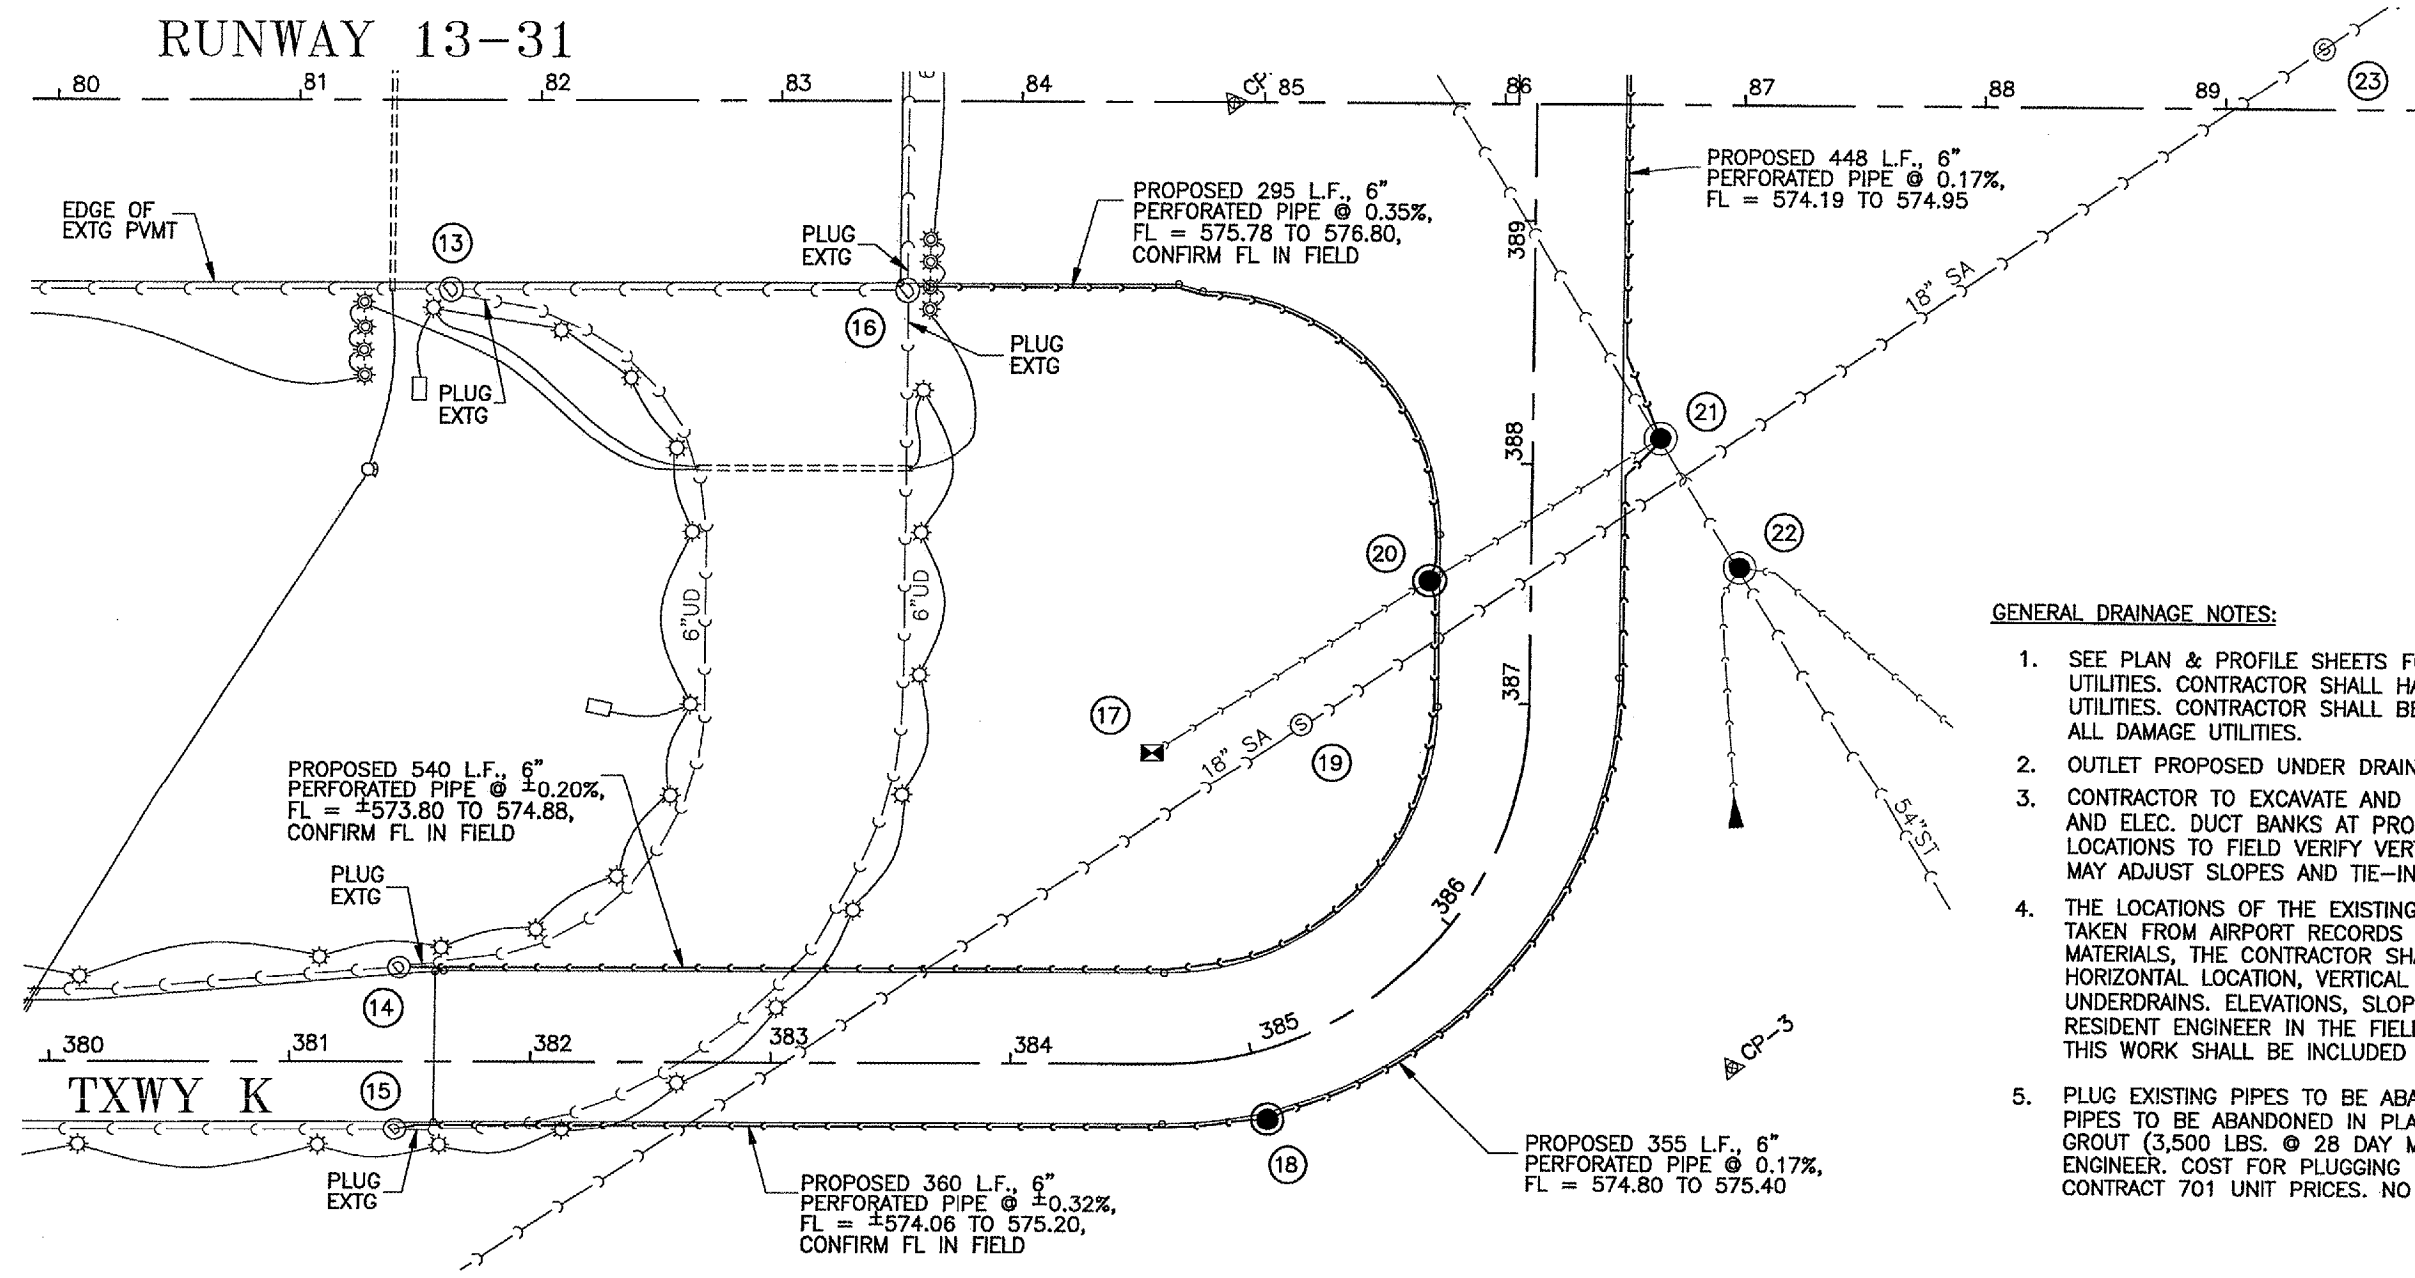 RUNWAY 13-31
80
81
82
83
84
CP-
85
86
87
88
89
23
EDGE OF
EXTG PVMT
13
PLUG
EXTG
16
PROPOSED 295 L.F., 6"
PERFORATED PIPE @ 0.35%,
FL = 575.78 TO 576.80,
CONFIRM FL IN FIELD
PROPOSED 448 L.F., 6"
PERFORATED PIPE @ 0.17%,
FL = 574.19 TO 574.95
389
18" SA
PLUG
EXTG
PLUG
EXTG
388
21
20
22
6"UD
6"UD
387
17
18" SA
19
54"ST
PROPOSED 540 L.F., 6"
PERFORATED PIPE @ ±0.20%,
FL = ±573.80 TO 574.88,
CONFIRM FL IN FIELD
PLUG
EXTG
14
386
385
CP-3
380
381
382
383
384
TXWY K
15
PLUG
EXTG
18
PROPOSED 360 L.F., 6"
PERFORATED PIPE @ ±0.32%,
FL = ±574.06 TO 575.20,
CONFIRM FL IN FIELD
PROPOSED 355 L.F., 6"
PERFORATED PIPE @ 0.17%,
FL = 574.80 TO 575.40
GENERAL DRAINAGE NOTES:
1. SEE PLAN & PROFILE SHEETS F
UTILITIES. CONTRACTOR SHALL HA
UTILITIES. CONTRACTOR SHALL BE
ALL DAMAGE UTILITIES.
2. OUTLET PROPOSED UNDER DRAIN
3. CONTRACTOR TO EXCAVATE AND
AND ELEC. DUCT BANKS AT PRO
LOCATIONS TO FIELD VERIFY VER
MAY ADJUST SLOPES AND TIE-IN
4. THE LOCATIONS OF THE EXISTING
TAKEN FROM AIRPORT RECORDS
MATERIALS, THE CONTRACTOR SHA
HORIZONTAL LOCATION, VERTICAL
UNDERDRAINS. ELEVATIONS, SLOP
RESIDENT ENGINEER IN THE FIEL
THIS WORK SHALL BE INCLUDED
5. PLUG EXISTING PIPES TO BE ABA
PIPES TO BE ABANDONED IN PLA
GROUT (3,500 LBS. @ 28 DAY M
ENGINEER. COST FOR PLUGGING
CONTRACT 701 UNIT PRICES. NO